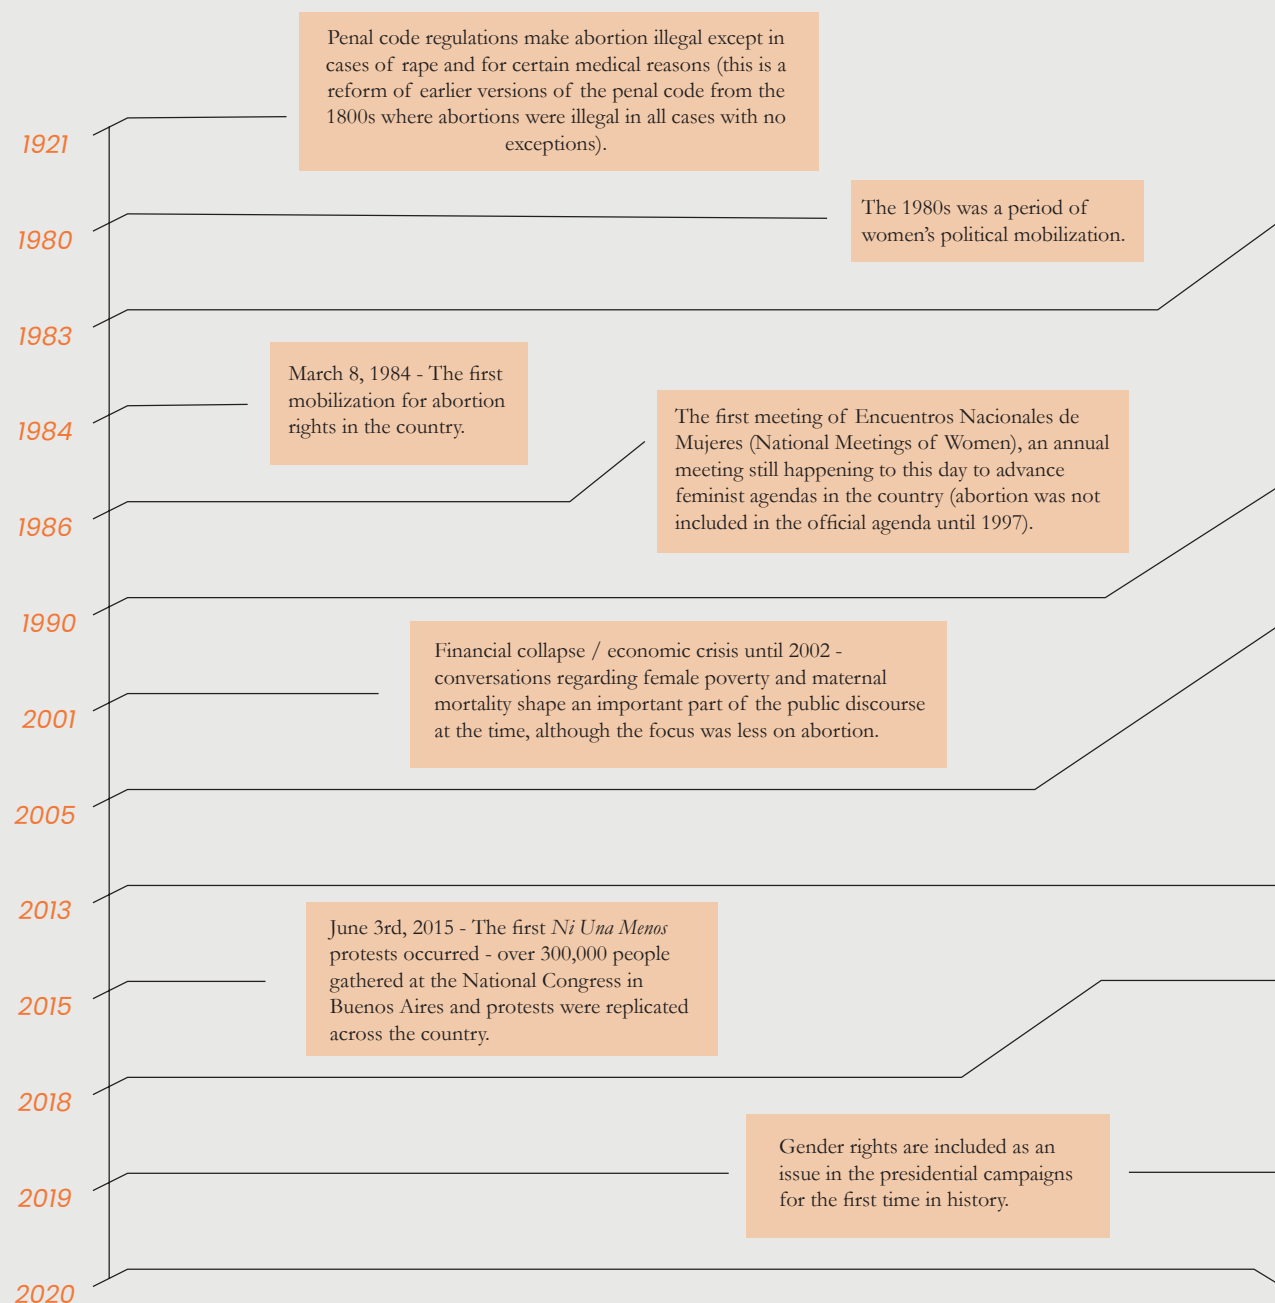 1921
Penal code regulations make abortion illegal except in
cases of rape and for certain medical reasons (this is a
reform of earlier versions of the penal code from the
1800s where abortions were illegal in all cases with no
exceptions).
1980
The 1980s was a period of
women's political mobilization.
1983
1984
March 8, 1984 - The first
mobilization for abortion
rights in the country.
1986
The first meeting of Encuentros Nacionales de
Mujeres (National Meetings of Women), an annual
meeting still happening to this day to advance
feminist agendas in the country (abortion was not
included in the official agenda until 1997).
1990
2001
Financial collapse / economic crisis until 2002 -
conversations regarding female poverty and maternal
mortality shape an important part of the public discourse
at the time, although the focus was less on abortion.
2005
2013
2015
June 3rd, 2015 - The first Ni Una Menos
protests occurred - over 300,000 people
gathered at the National Congress in
Buenos Aires and protests were replicated
across the country.
2018
2019
Gender rights are included as an
issue in the presidential campaigns
for the first time in history.
2020